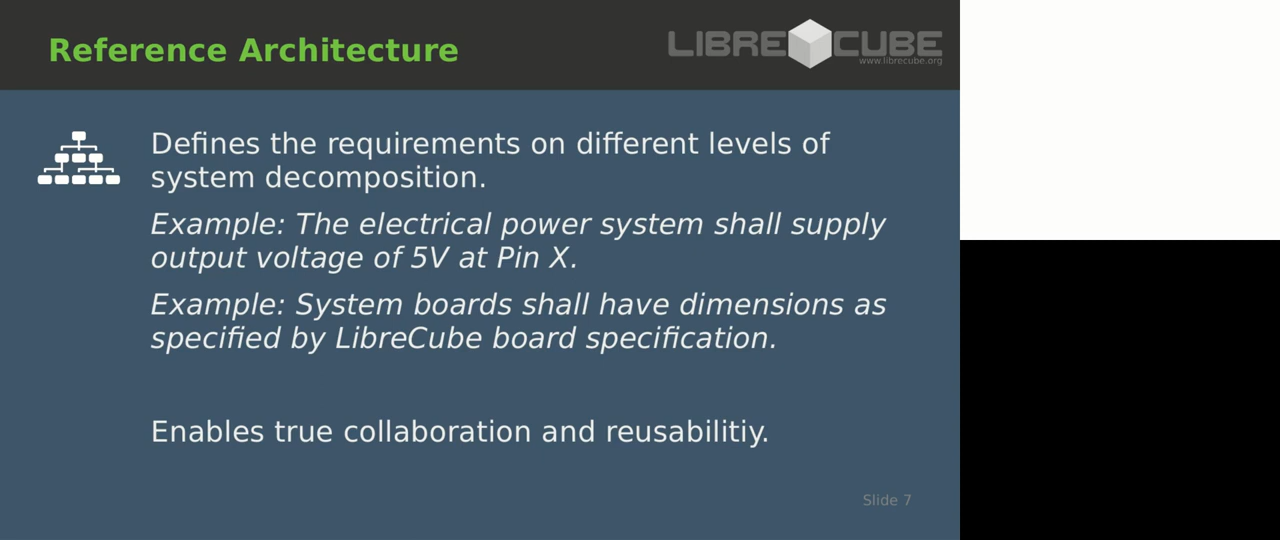 Reference Architecture
LIBRECUBE
www.librecube.org
Defines the requirements on different levels of
system decomposition.
Example: The electrical power system shall supply
output voltage of 5V at Pin X.
Example: System boards shall have dimensions as
specified by LibreCube board specification.
Enables true collaboration and reusabilitiy.
Slide 7